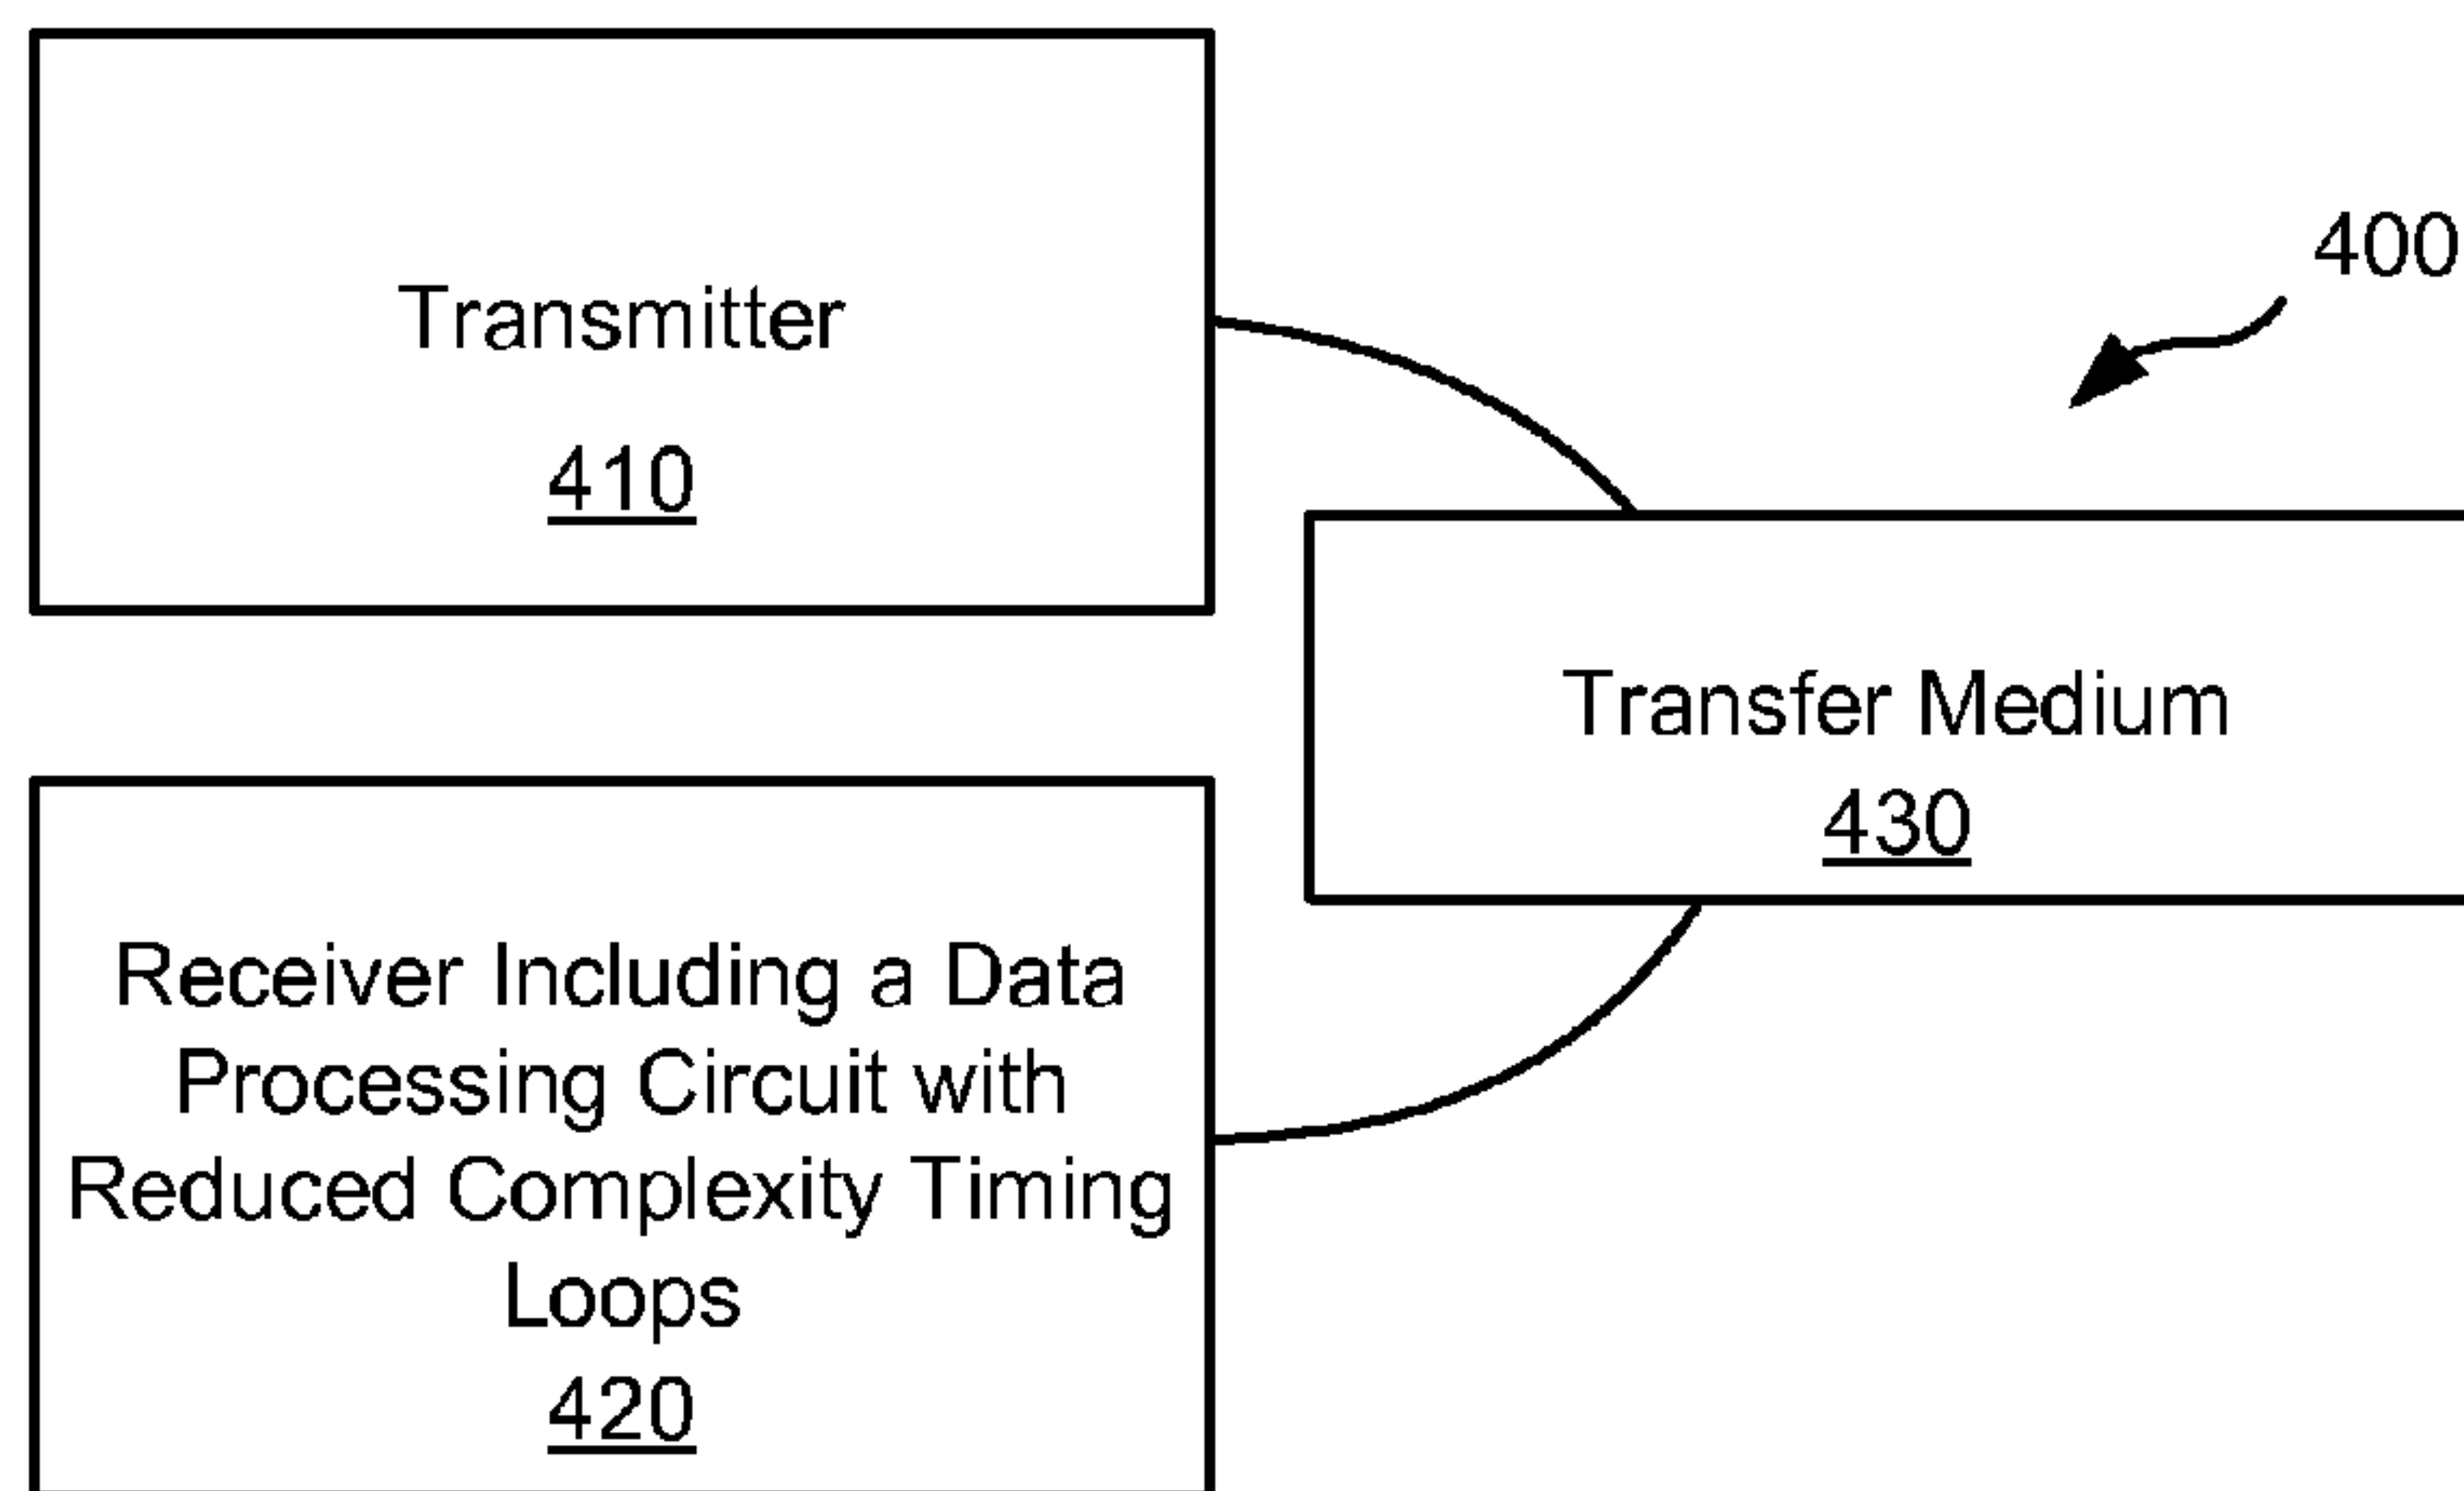 Transmitter
410
400
Transfer Medium
430
Receiver Including a Data
Processing Circuit with
Reduced Complexity Timing
Loops
420